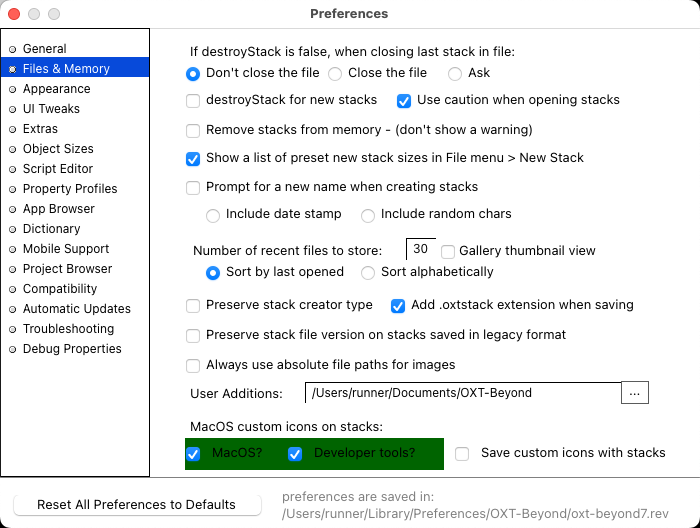 Preferences
General
Files & Memory
Appearance
UI Tweaks
Extras
Object Sizes
Script Editor
Property Profiles
App Browser
Dictionary
Mobile Support
Project Browser
Compatibility
Automatic Updates
Troubleshooting
Debug Properties
If destroyStack is false, when closing last stack in file:
Don't close the file Close the file Ask
destroyStack for new stacks Use caution when opening stacks
Remove stacks from memory - (don't show a warning)
Show a list of preset new stack sizes in File menu > New Stack
Prompt for a new name when creating stacks
Include date stamp Include random chars
Number of recent files to store: 30 Gallery thumbnail view
Sort by last opened Sort alphabetically
Preserve stack creator type Add .oxtstack extension when saving
Preserve stack file version on stacks saved in legacy format
Always use absolute file paths for images
User Additions: /Users/runner/Documents/OXT-Beyond ...
MacOS custom icons on stacks:
MacOS? Developer tools? Save custom icons with stacks
Reset All Preferences to Defaults
preferences are saved in:
/Users/runner/Library/Preferences/OXT-Beyond/oxt-beyond7.rev